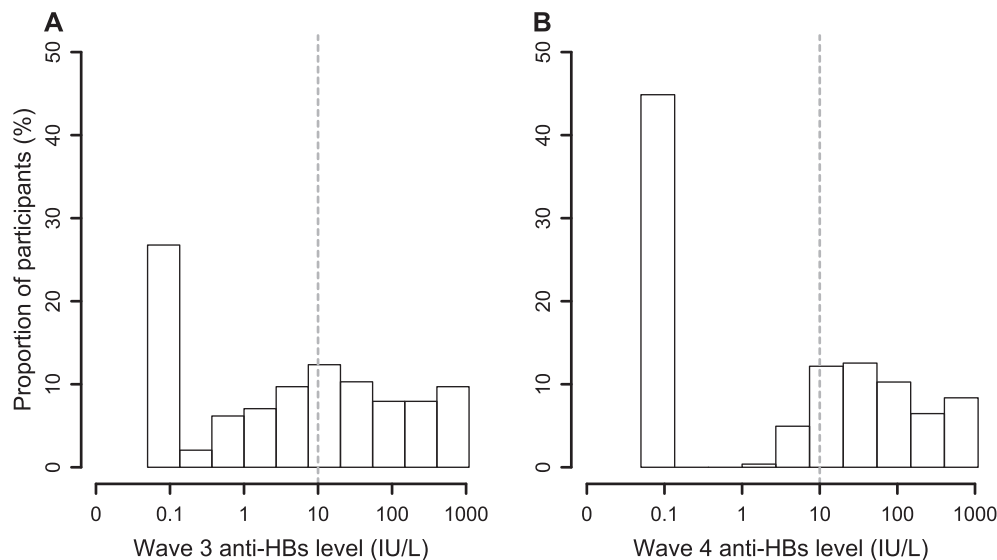 A
Proportion of participants (%)
50
40
30
20
10
0
0 0.1 1 10 100 1000
Wave 3 anti-HBs level (IU/L)
B
50
40
30
20
10
0
0 0.1 1 10 100 1000
Wave 4 anti-HBs level (IU/L)